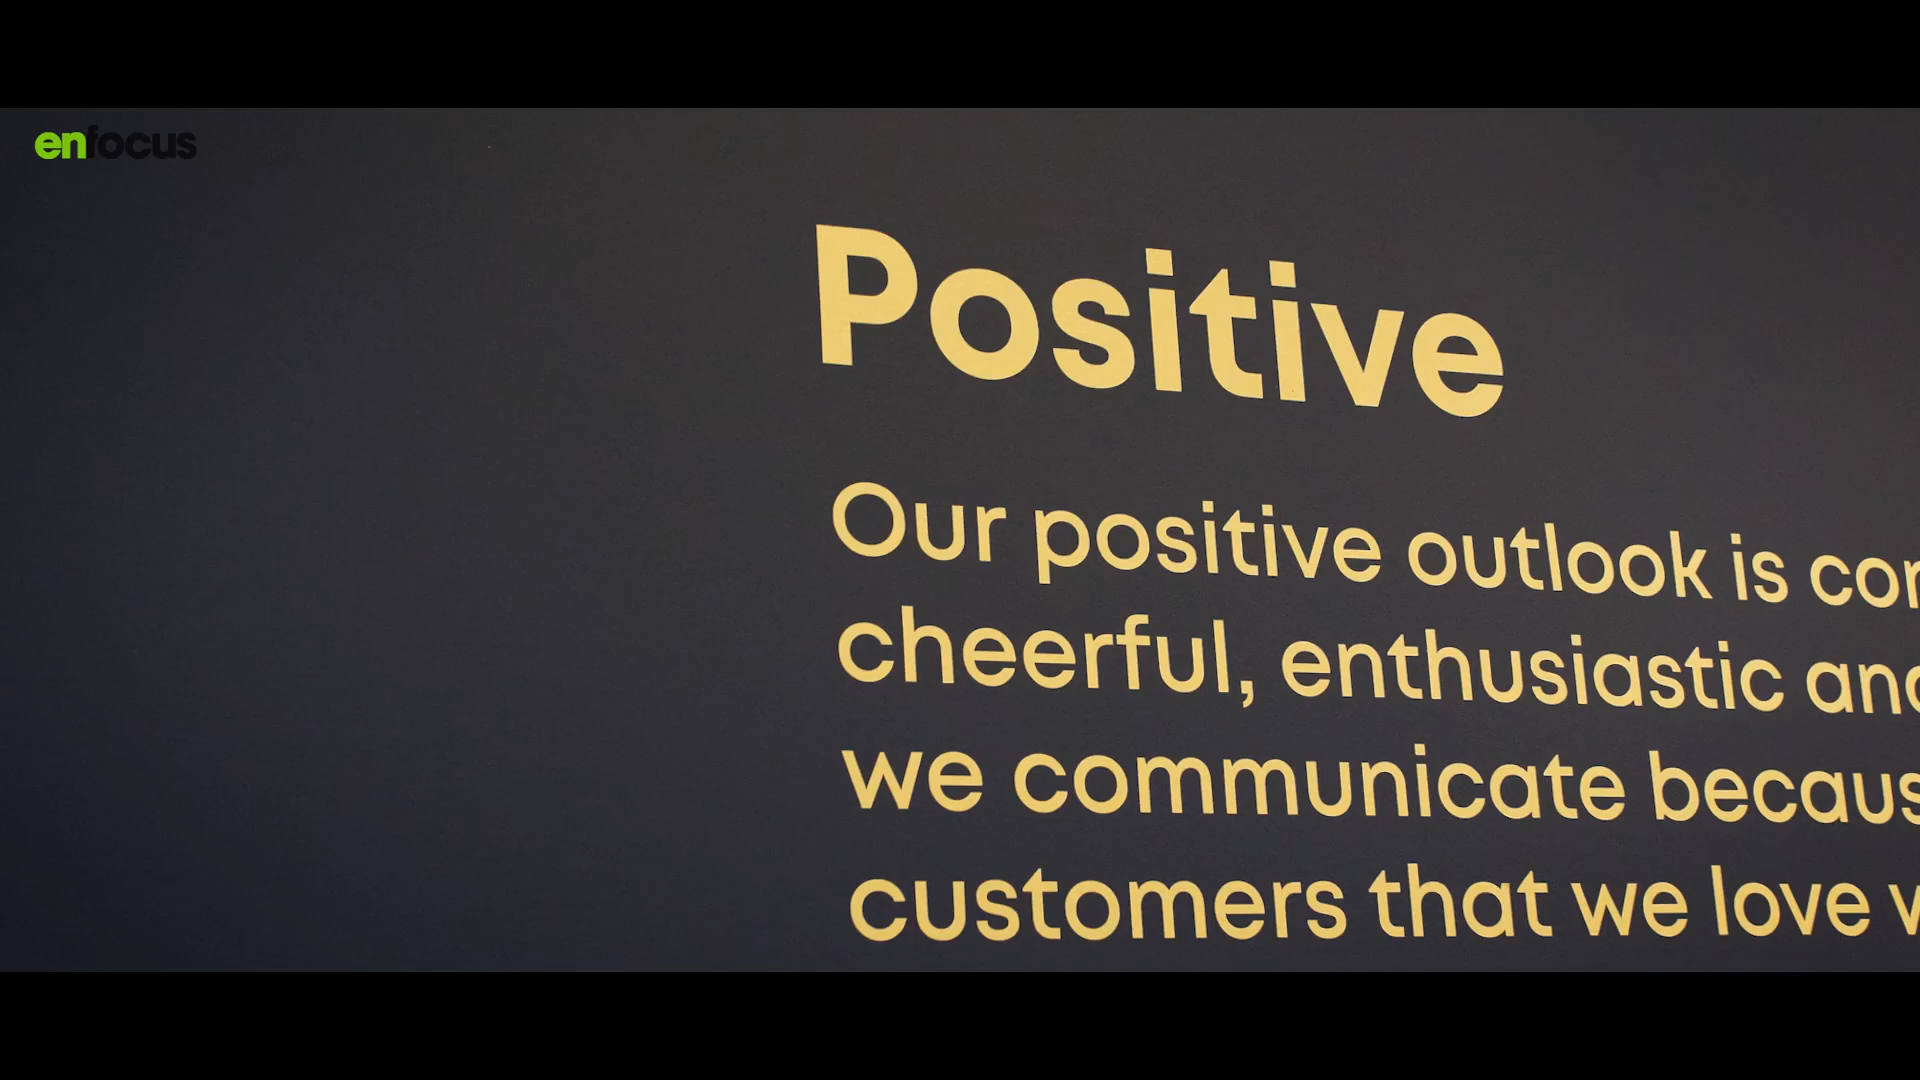 enfocus
Positive
Our positive outlook is
cheerful, enthusiastic
we communicate
customers that we love